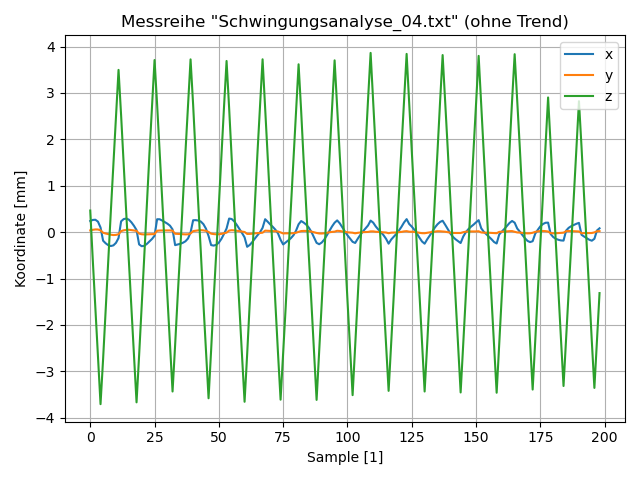 Messreihe "Schwingungsanalyse_04.txt" (ohne Trend)
4
3
2
1
0
−1
−2
−3
−4
Koordinate [mm]
x
y
z
0 25 50 75 100 125 150 175 200
Sample [1]